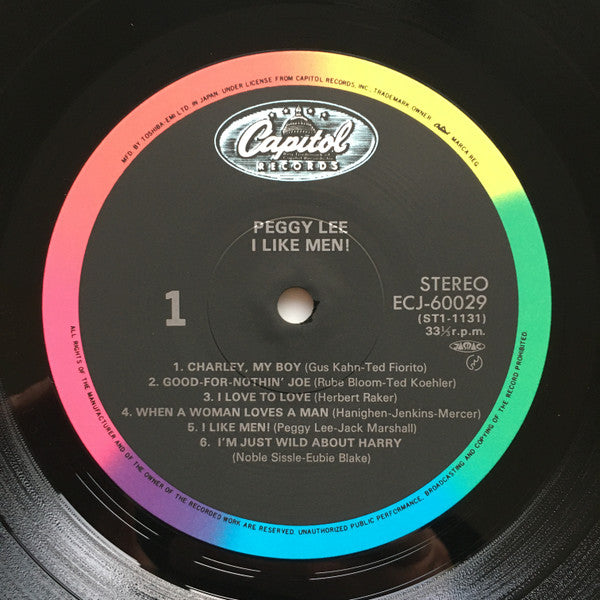 MFD. BY TOSHIBA-EMI LTD. IN JAPAN. UNDER LICENSE FROM CAPITOL RECORDS, INC., TRADEMARK OWNER MARCA REG.
Capitol
RECORDS
PEGGY LEE
I LIKE MEN!
1
STEREO
ECJ-60029
(ST1-1131)
33⅓r.p.m.
1. CHARLEY, MY BOY (Gus Kahn-Ted Fiorito)
2. GOOD-FOR-NOTHIN' JOE (Rube Bloom-Ted Koehler)
3. I LOVE TO LOVE (Herbert Raker)
4. WHEN A WOMAN LOVES A MAN (Hanighen-Jenkins-Mercer)
5. I LIKE MEN! (Peggy Lee-Jack Marshall)
6. I'M JUST WILD ABOUT HARRY
(Noble Sissle-Eubie Blake)
ALL RIGHTS OF THE MANUFACTURER AND OF THE OWNER OF THE RECORDED WORK ARE RESERVED. UNAUTHORIZED PUBLIC PERFORMANCE, BROADCASTING AND COPYING OF THE RECORD PROHIBITED.